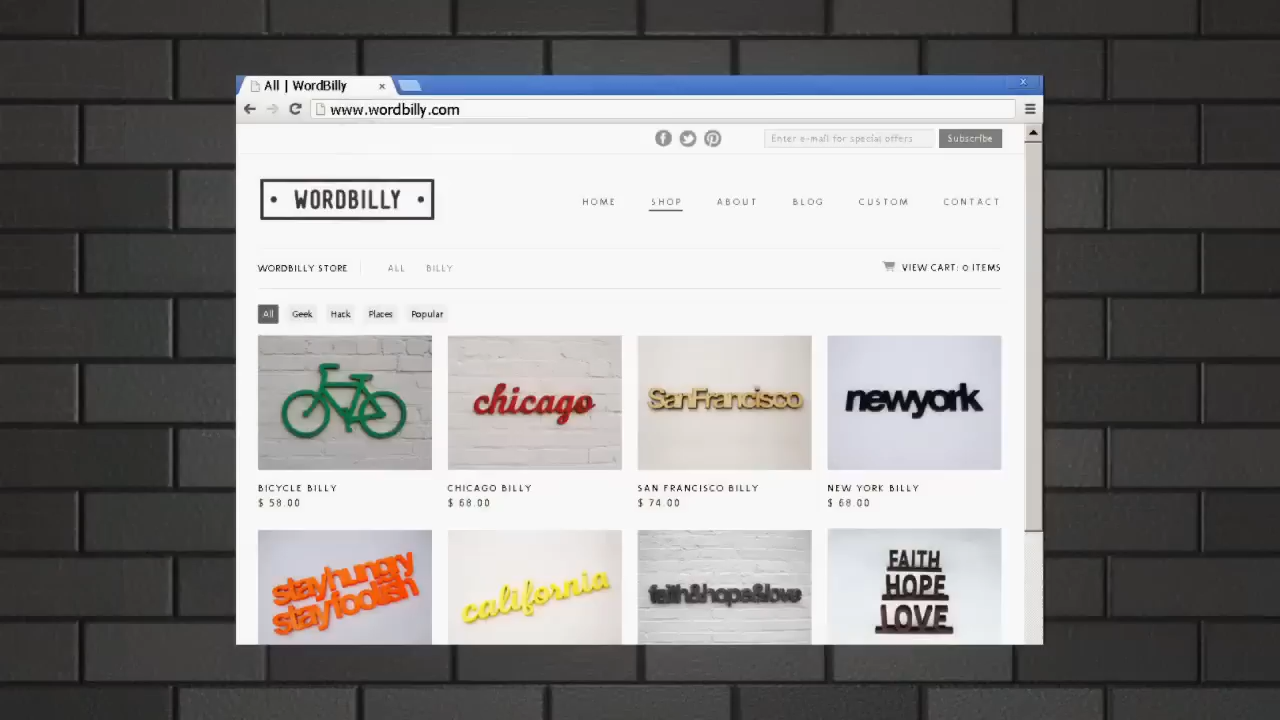 All | WordBilly
www.wordbilly.com
Enter e-mail for special offers
Subscribe
WORDBILLY
HOME SHOP ABOUT BLOG CUSTOM CONTACT
WORDBILLY STORE ALL BILLY
VIEW CART: 0 ITEMS
All Geek Hack Places Popular
chicago
SanFrancisco
newyork
BICYCLE BILLY
$ 58.00
CHICAGO BILLY
$ 68.00
SAN FRANCISCO BILLY
$ 74.00
NEW YORK BILLY
$ 68.00
stayhungry
stayfoolish
california
faith&hope&love
FAITH
HOPE
LOVE